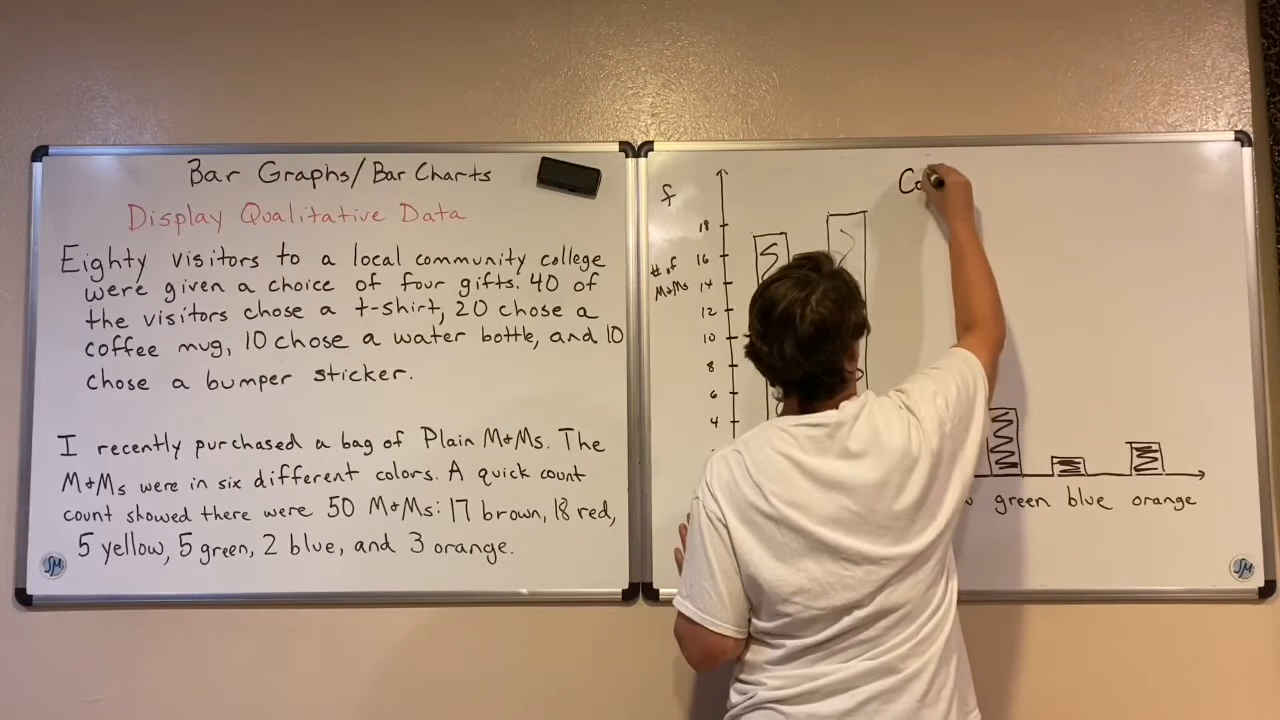 Bar Graphs/Bar Charts
Display Qualitative Data
Eighty visitors to a local community college
were given a choice of four gifts. 40 of
the visitors chose a t-shirt, 20 chose a
coffee mug, 10 chose a water bottle, and 10
chose a bumper sticker.
I recently purchased a bag of Plain M&Ms. The
M&Ms were in six different colors. A quick count
count showed there were 50 M&Ms: 17 brown, 18 red,
5 yellow, 5 green, 2 blue, and 3 orange.
SM
Co
f
18
16
# of
M&Ms
14
12
10
8
6
4
w green blue orange
SM